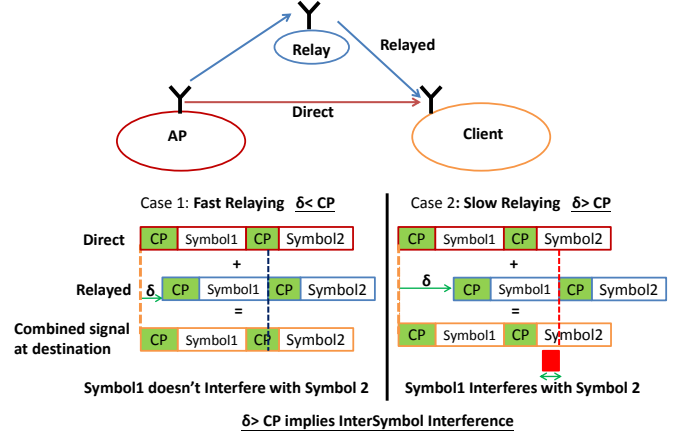 Relay
Relayed
Direct
AP
Client
Case 1: Fast Relaying δ< CP
Case 2: Slow Relaying δ> CP
Direct CP Symbol1 CP Symbol2
CP Symbol1 CP Symbol2
+
+
Relayed δ CP Symbol1 CP Symbol2
δ CP Symbol1 CP Symbol2
=
=
Combined signal
at destination
CP Symbol1 CP Symbol2
CP Symbol1 CP Symbol2
Symbol1 doesn't Interfere with Symbol 2
Symbol1 Interferes with Symbol 2
δ> CP implies InterSymbol Interference